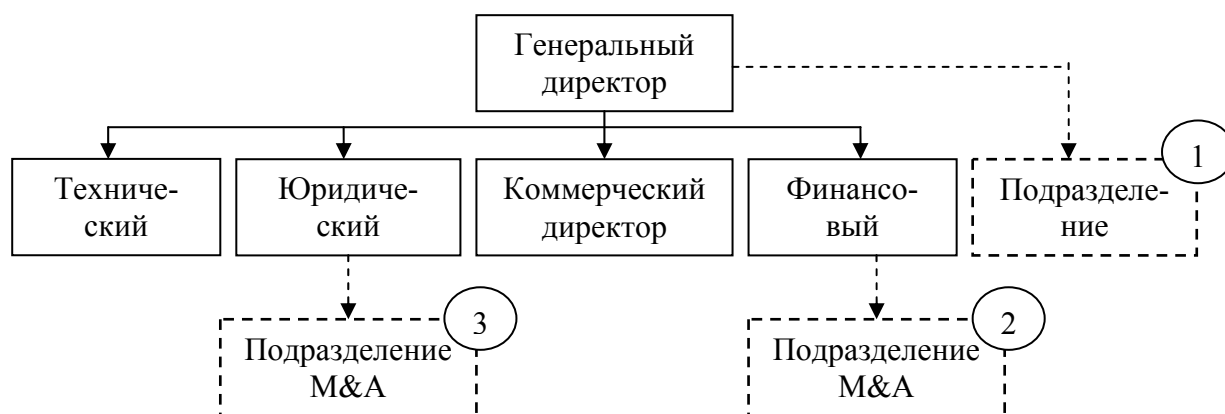 Генеральный
директор
1
Техниче-
ский
Юридиче-
ский
Коммерческий
директор
Финансо-
вый
Подразделе-
ние
3
Подразделение
M&A
2
Подразделение
M&A